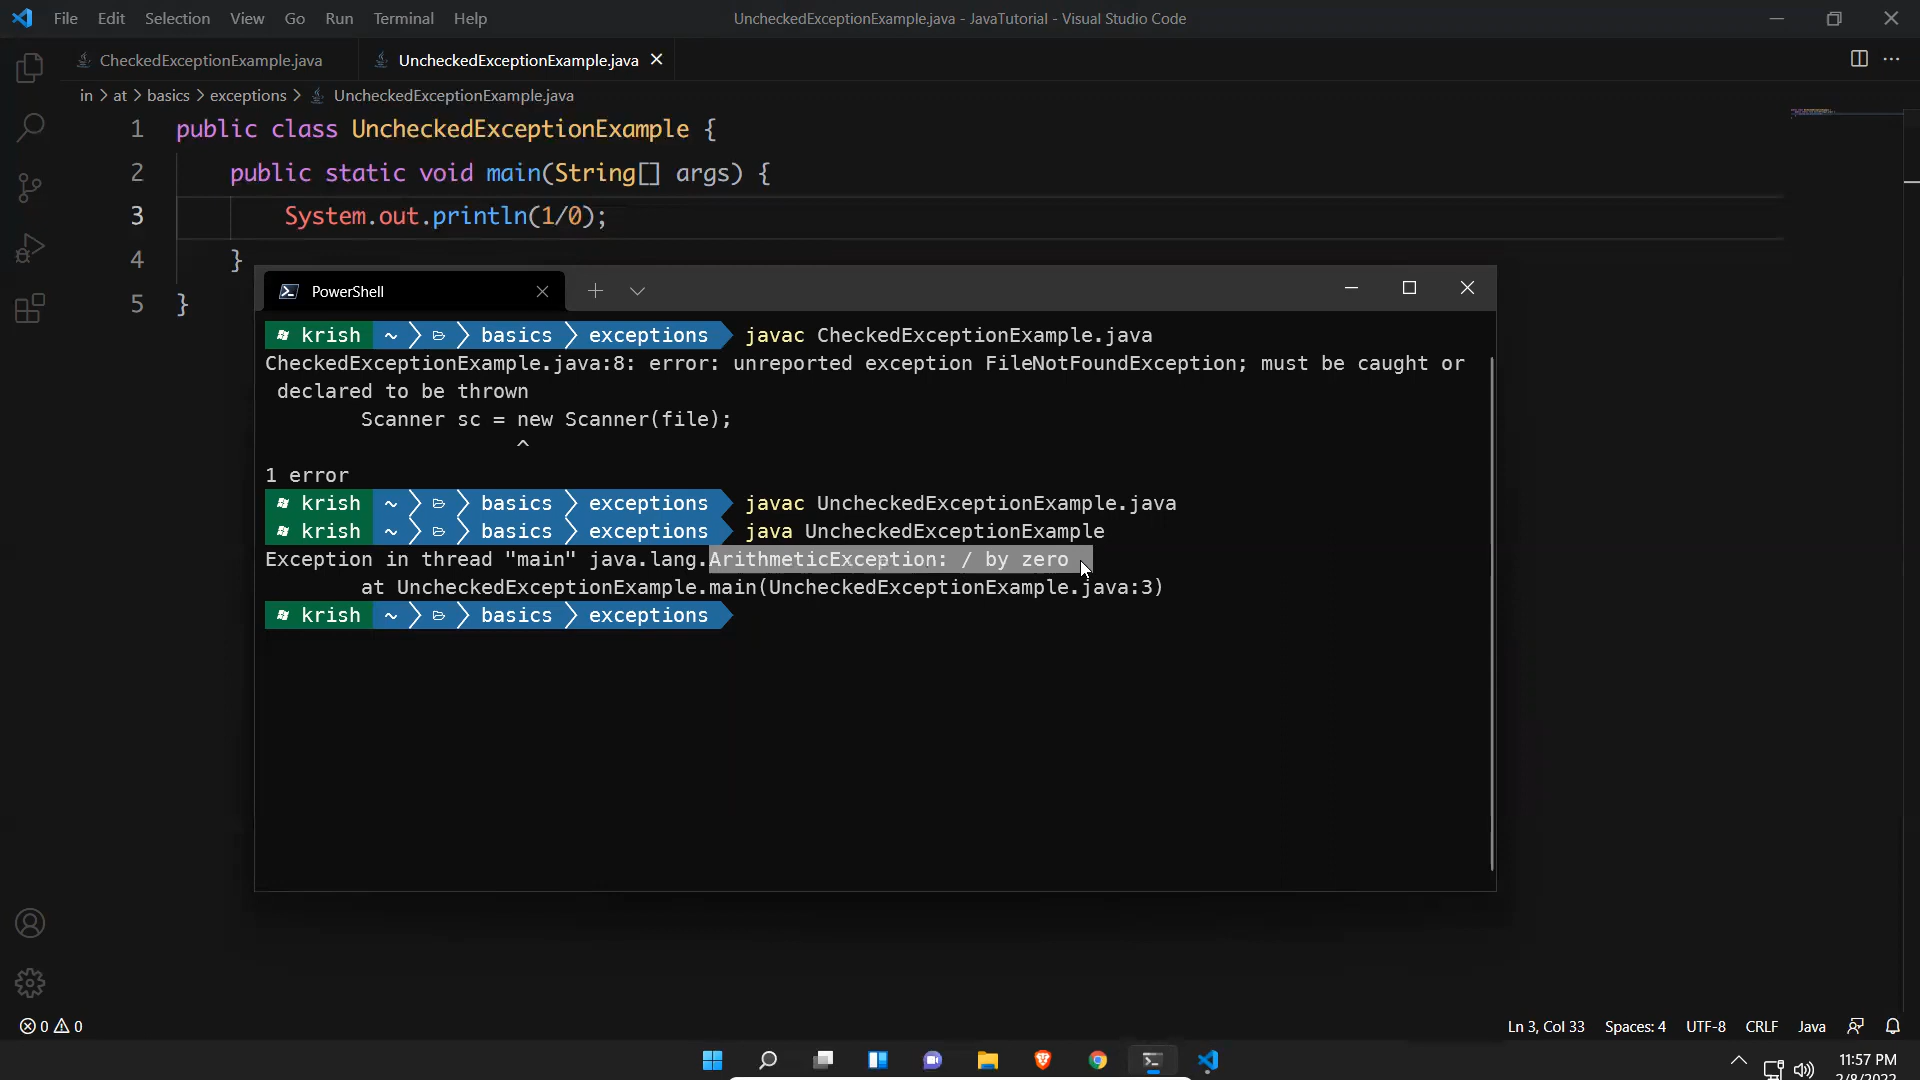 File Edit Selection View Go Run Terminal Help
UncheckedExceptionExample.java - JavaTutorial - Visual Studio Code
CheckedExceptionExample.java
UncheckedExceptionExample.java
in > at > basics > exceptions > UncheckedExceptionExample.java
1 public class UncheckedExceptionExample {
2 public static void main(String[] args) {
3 System.out.println(1/0);
4 }
5 }
PowerShell
krish ~ basics exceptions javac CheckedExceptionExample.java
CheckedExceptionExample.java:8: error: unreported exception FileNotFoundException; must be caught or
declared to be thrown
Scanner sc = new Scanner(file);
^
1 error
krish ~ basics exceptions javac UncheckedExceptionExample.java
krish ~ basics exceptions java UncheckedExceptionExample
Exception in thread "main" java.lang.ArithmeticException: / by zero
at UncheckedExceptionExample.main(UncheckedExceptionExample.java:3)
krish ~ basics exceptions
0 0
Ln 3, Col 33 Spaces: 4 UTF-8 CRLF Java
11:57 PM
2/8/2022